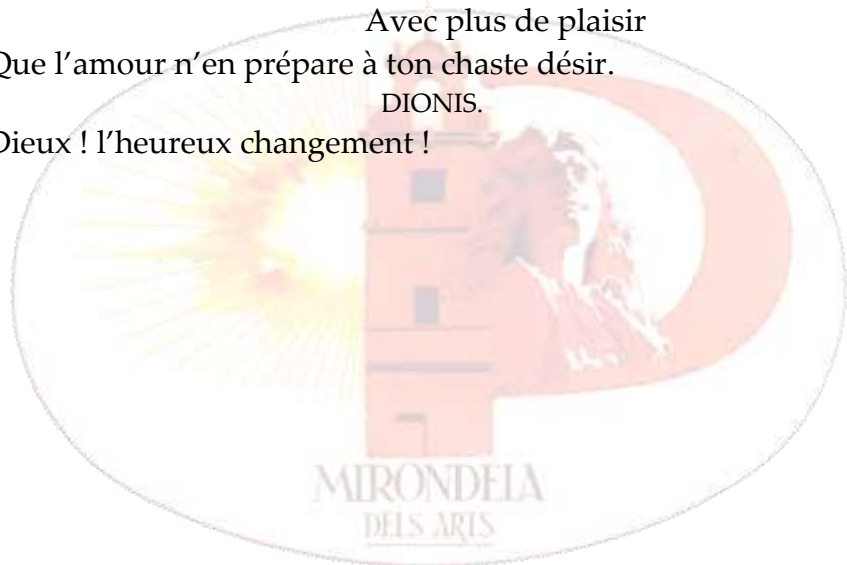 Avec plus de plaisir
Que l’amour n’en prépare à ton chaste désir.
DIONIS.
Dieux ! l’heureux changement !
MIRONDELA
DELS ARTS